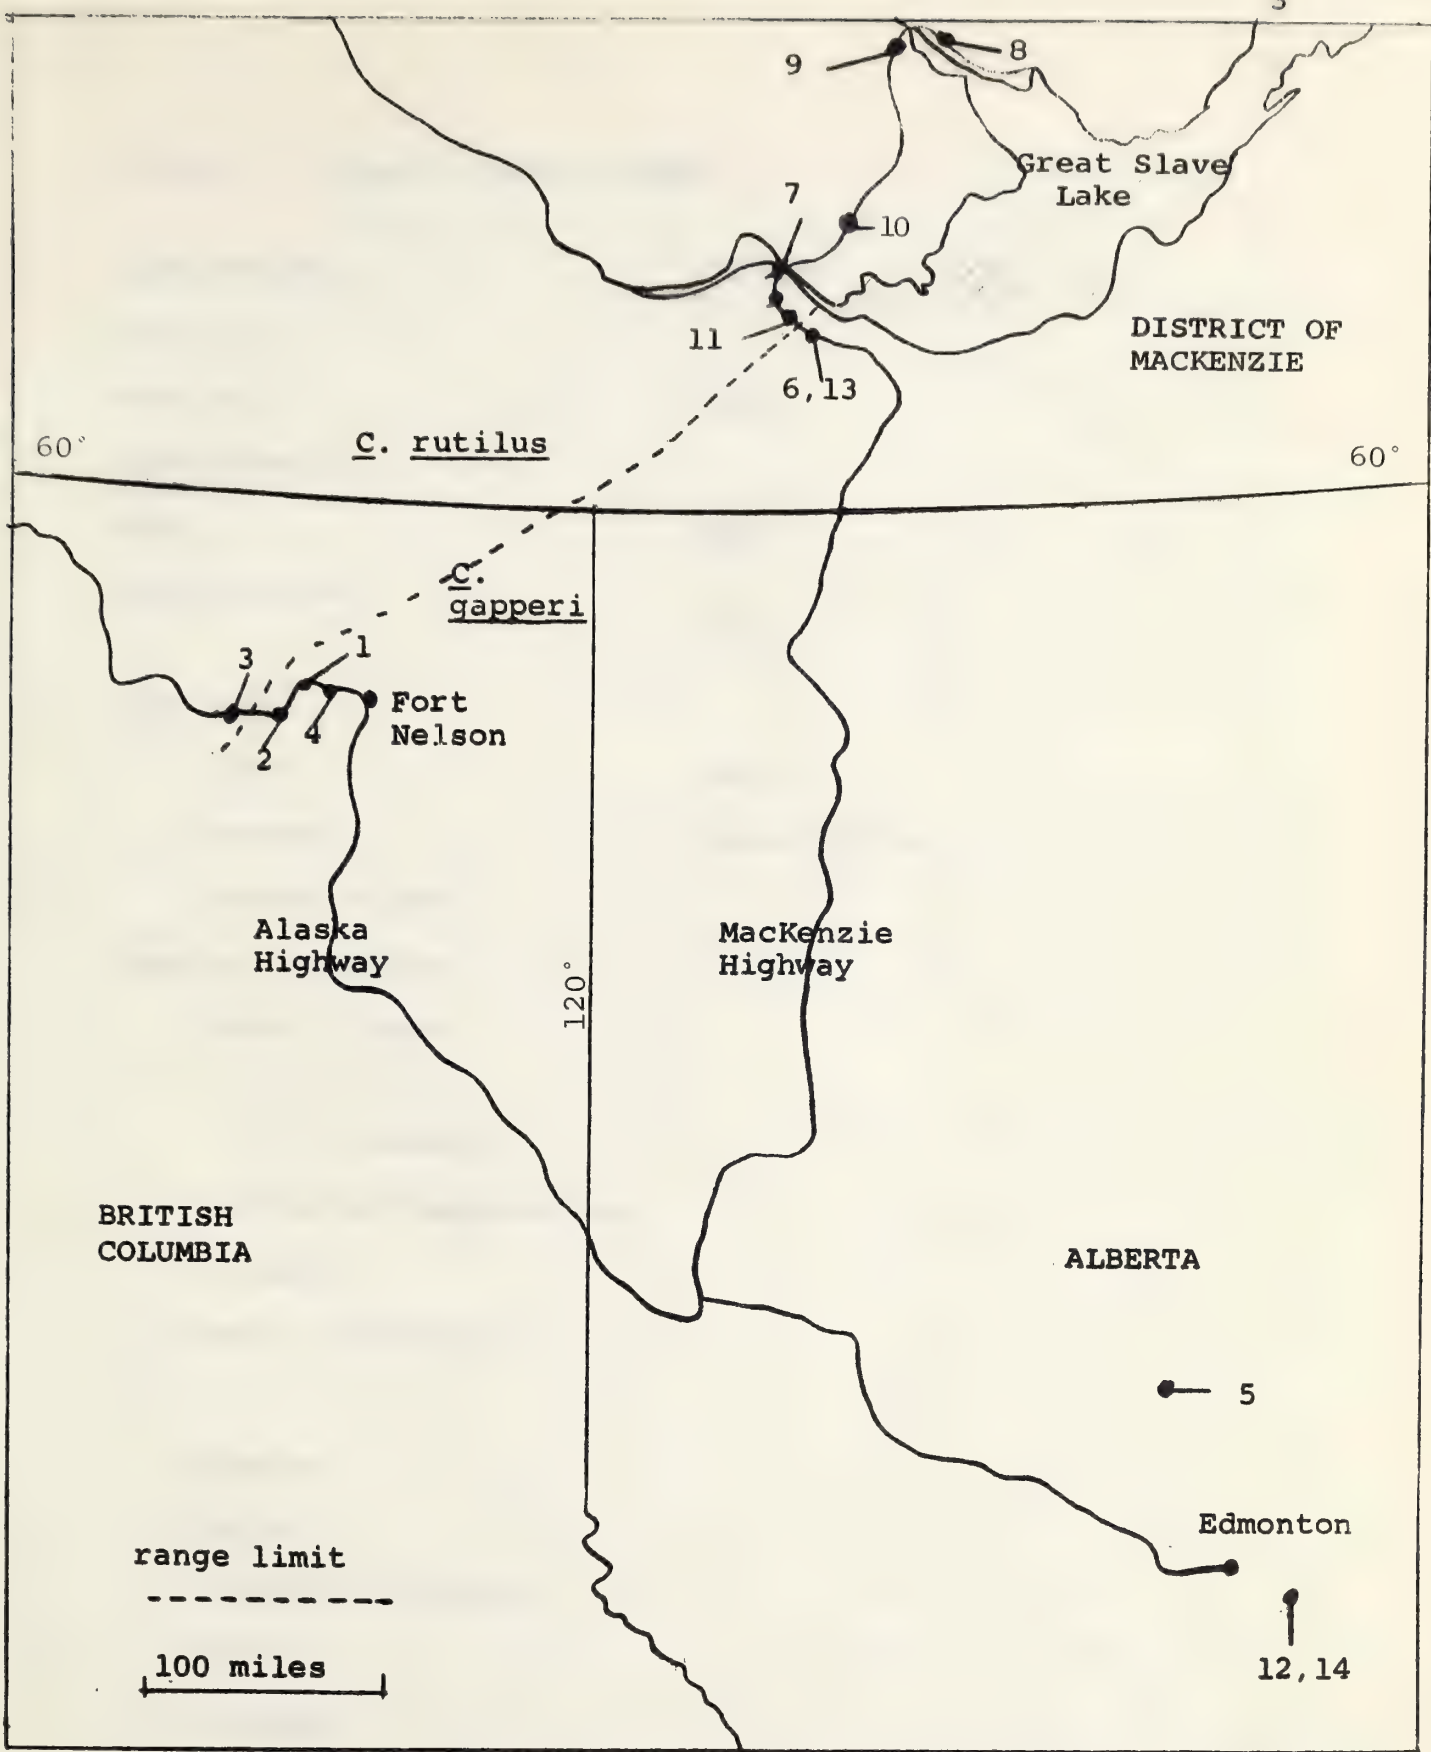 9
8
Great Slave
Lake
7
10
11
6,13
DISTRICT OF
MACKENZIE
60°
C. rutilus
60°
C.
gapperi
3
1
Fort
Nelson
4
2
Alaska
Highway
MacKenzie
Highway
120°
BRITISH
COLUMBIA
ALBERTA
5
Edmonton
range limit
100 miles
12,14